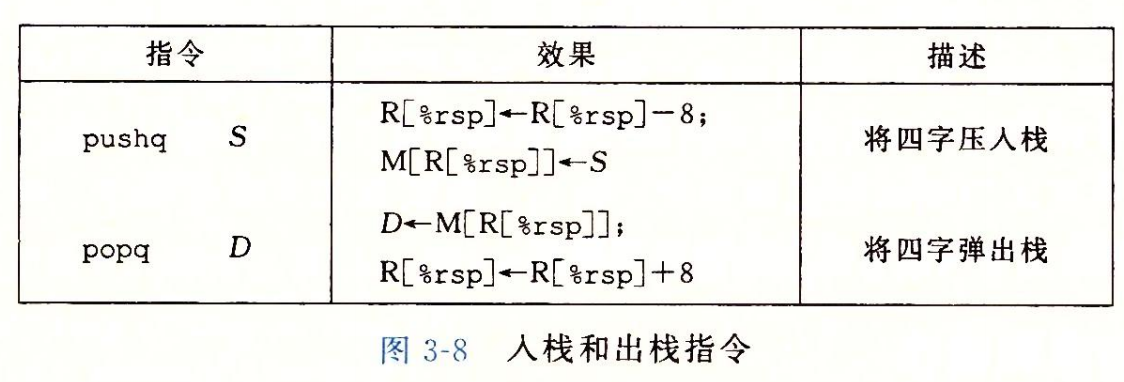 指令 效果 描述
pushq S R[%rsp]←R[%rsp]-8; 将四字压入栈
M[R[%rsp]]←S
popq D D←M[R[%rsp]]; 将四字弹出栈
R[%rsp]←R[%rsp]+8
图 3-8 入栈和出栈指令